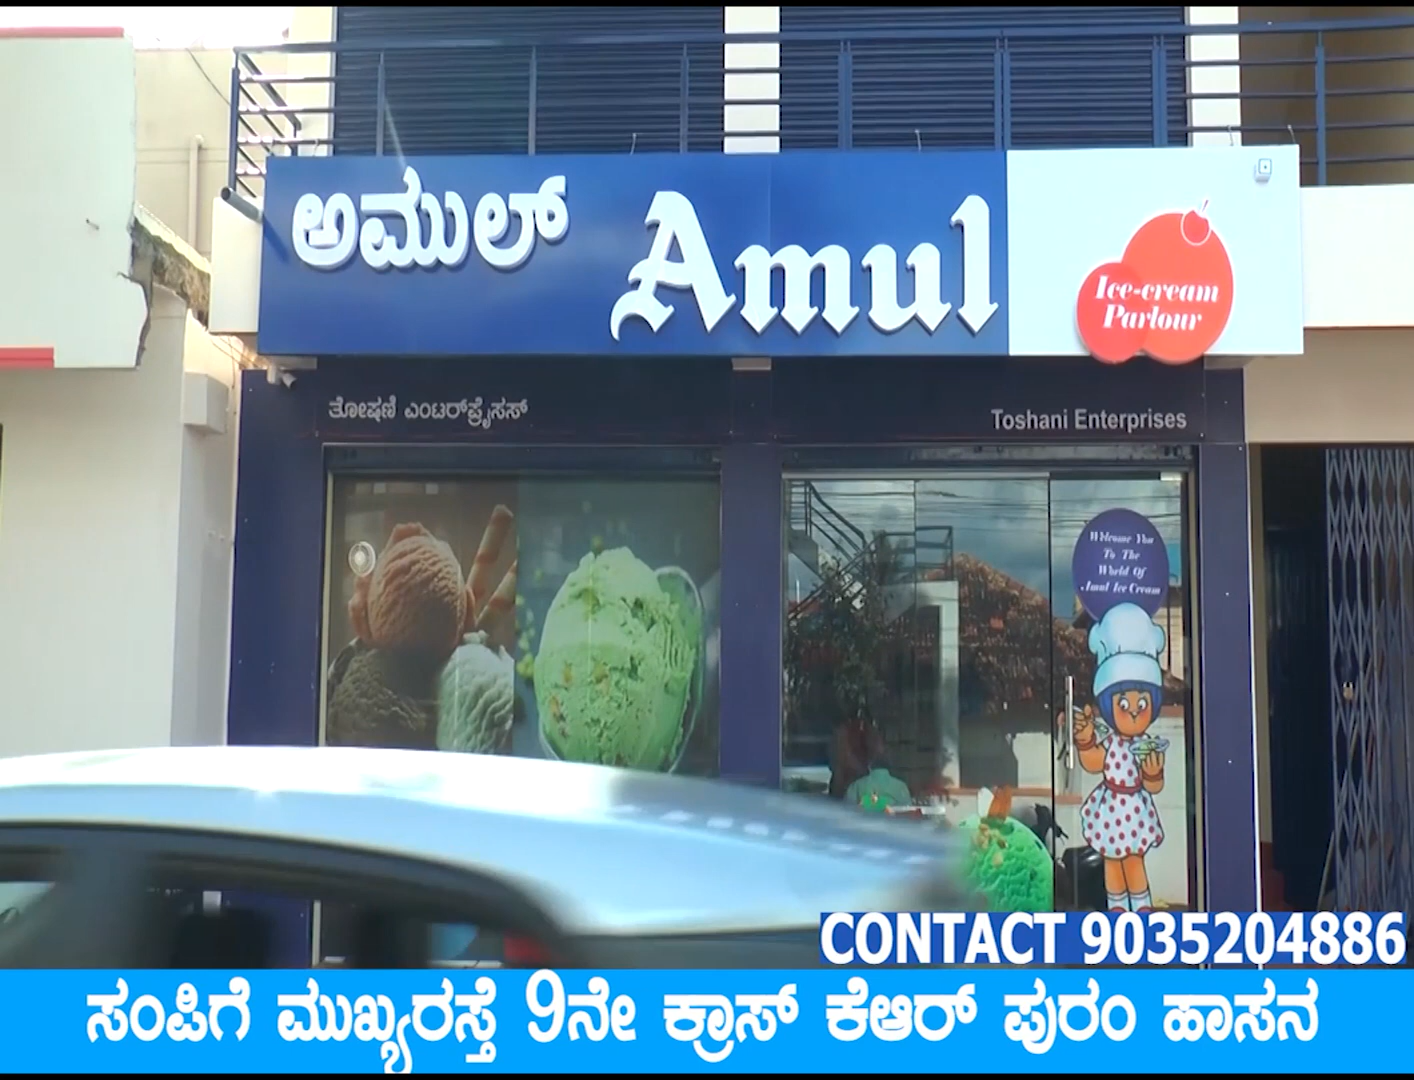 ಅಮುಲ್ Amul
Ice-cream
Parlour
ತೋಷಣಿ ಎಂಟರ್‌ಪ್ರೈಸಸ್
Toshani Enterprises
Welcome You
To The
World Of
Amul Ice Cream
CONTACT 9035204886
ಸಂಪಿಗೆ ಮುಖ್ಯರಸ್ತೆ 9ನೇ ಕ್ರಾಸ್ ಕೆಆರ್ ಪುರಂ ಹಾಸನ